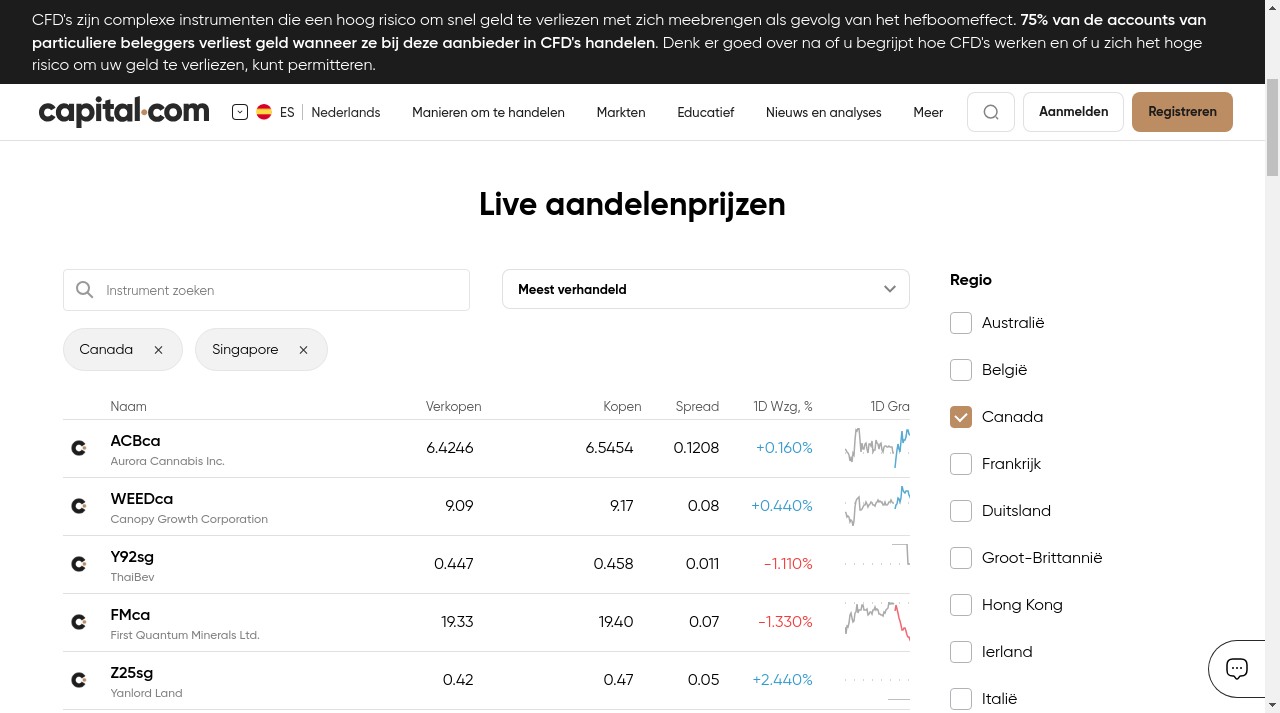 CFD's zijn complexe instrumenten die een hoog risico om snel geld te verliezen met zich meebrengen als gevolg van het hefboomeffect. 75% van de accounts van
particuliere beleggers verliest geld wanneer ze bij deze aanbieder in CFD's handelen. Denk er goed over na of u begrijpt hoe CFD's werken en of u zich het hoge
risico om uw geld te verliezen, kunt permitteren.
capital.com ES Nederlands Manieren om te handelen Markten Educatief Nieuws en analyses Meer Aanmelden Registreren
Live aandelenprijzen
Instrument zoeken
Meest verhandeld
Canada Singapore
Naam Verkopen Kopen Spread 1D Wzg, % 1D Gra
ACBca 6.4246 6.5454 0.1208 +0.160%
Aurora Cannabis Inc.
WEEDca 9.09 9.17 0.08 +0.440%
Canopy Growth Corporation
Y92sg 0.447 0.458 0.011 -1.110%
ThaiBev
FMca 19.33 19.40 0.07 -1.330%
First Quantum Minerals Ltd.
Z25sg 0.42 0.47 0.05 +2.440%
Yanlord Land
Regio
Australië
België
Canada
Frankrijk
Duitsland
Groot-Brittannië
Hong Kong
Ierland
Italië